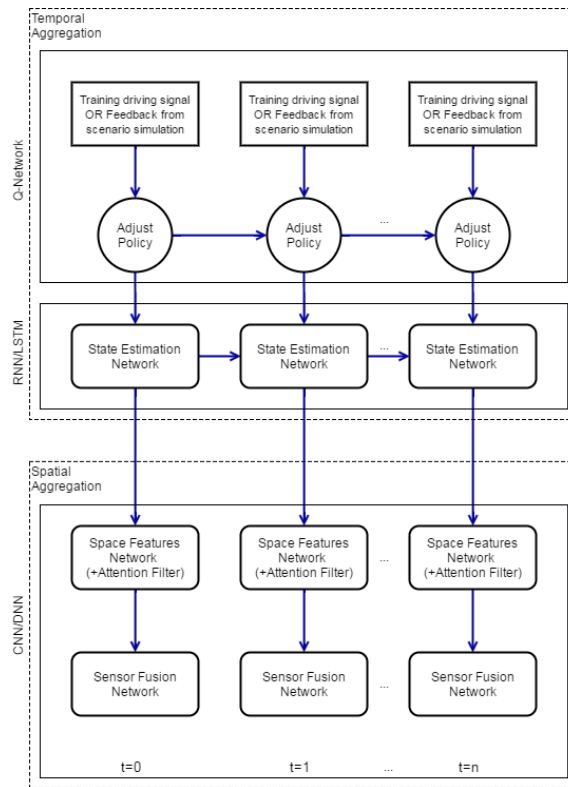 Temporal
Aggregation
Q-Network
Training driving signal
OR Feedback from
scenario simulation
Training driving signal
OR Feedback from
scenario simulation
Training driving signal
OR Feedback from
scenario simulation
Adjust
Policy
Adjust
Policy
...
Adjust
Policy
RNN/LSTM
State Estimation
Network
State Estimation
Network
...
State Estimation
Network
Spatial
Aggregation
CNN/DNN
Space Features
Network
(+Attention Filter)
Space Features
Network
(+Attention Filter)
...
Space Features
Network
(+Attention Filter)
Sensor Fusion
Network
Sensor Fusion
Network
...
Sensor Fusion
Network
t=0
t=1
...
t=n